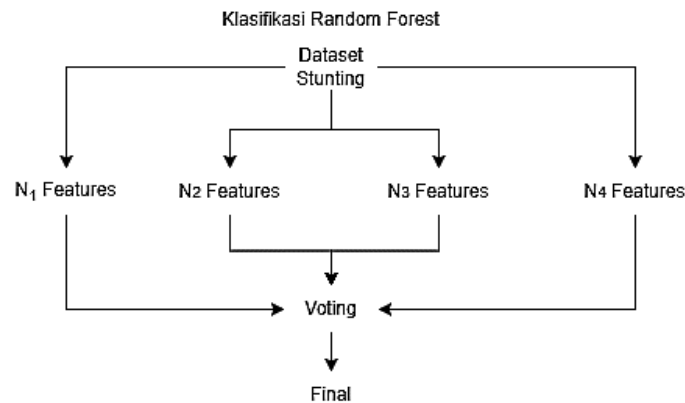 Klasifikasi Random Forest
Dataset
Stunting
N₁ Features
N2 Features
N3 Features
N4 Features
Voting
Final